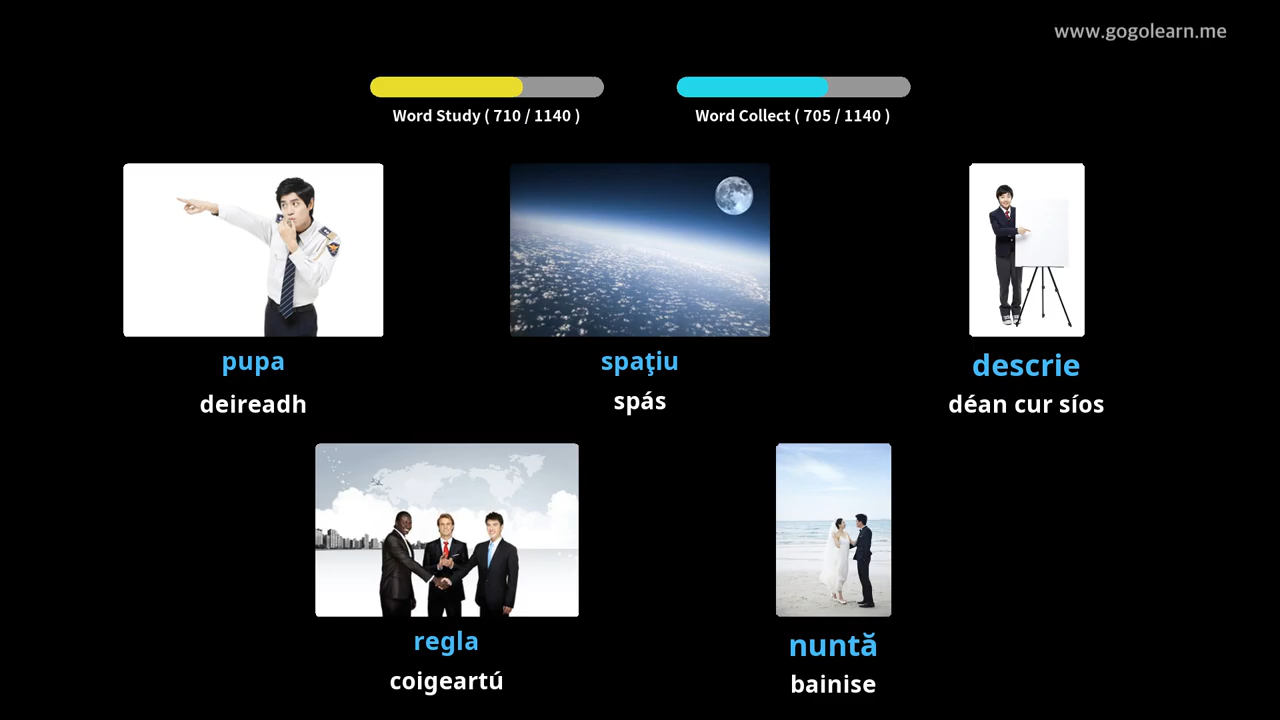 www.gogolearn.me
Word Study ( 710 / 1140 )
Word Collect ( 705 / 1140 )
pupa
spaţiu
descrie
deireadh
spás
déan cur síos
regla
nuntă
coigeartú
bainise